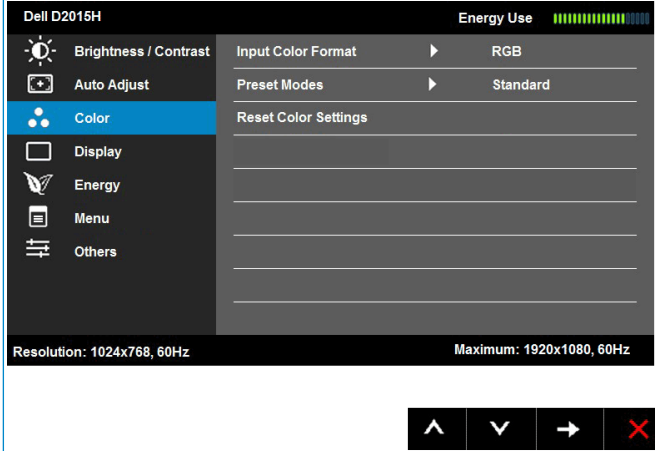 Dell D2015H Energy Use
Brightness / Contrast Input Color Format RGB
Auto Adjust Preset Modes Standard
Color Reset Color Settings
Display
Energy
Menu
Others
Resolution: 1024x768, 60Hz Maximum: 1920x1080, 60Hz